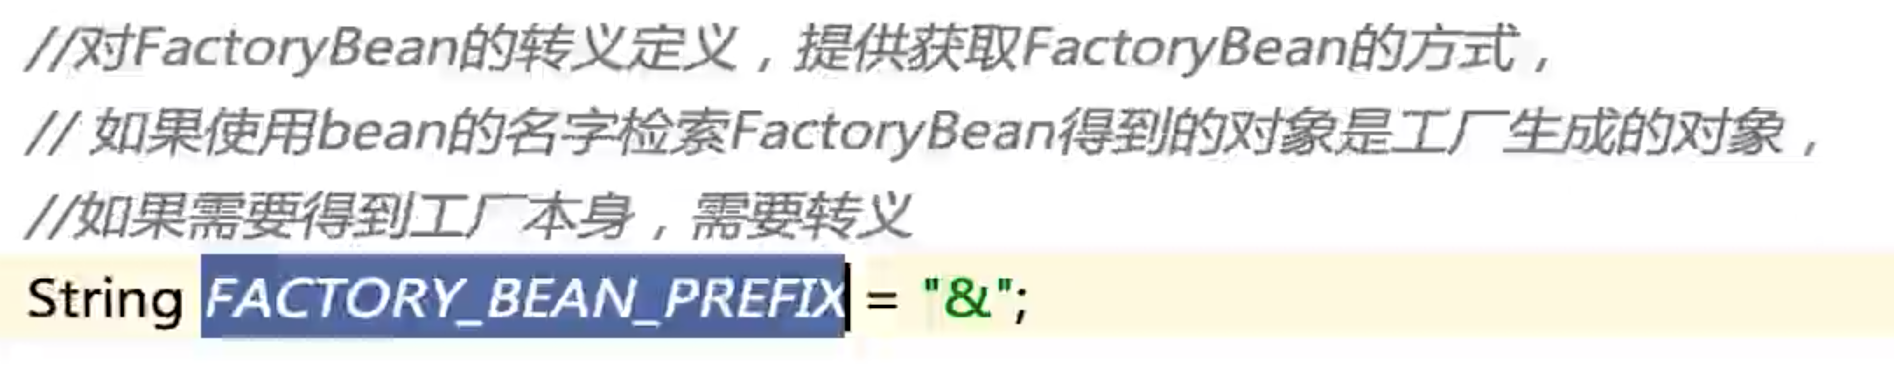 //对FactoryBean的转义定义，提供获取FactoryBean的方式，
// 如果使用bean的名字检索FactoryBean得到的对象是工厂生成的对象，
//如果需要得到工厂本身，需要转义
String FACTORY_BEAN_PREFIX = "&";